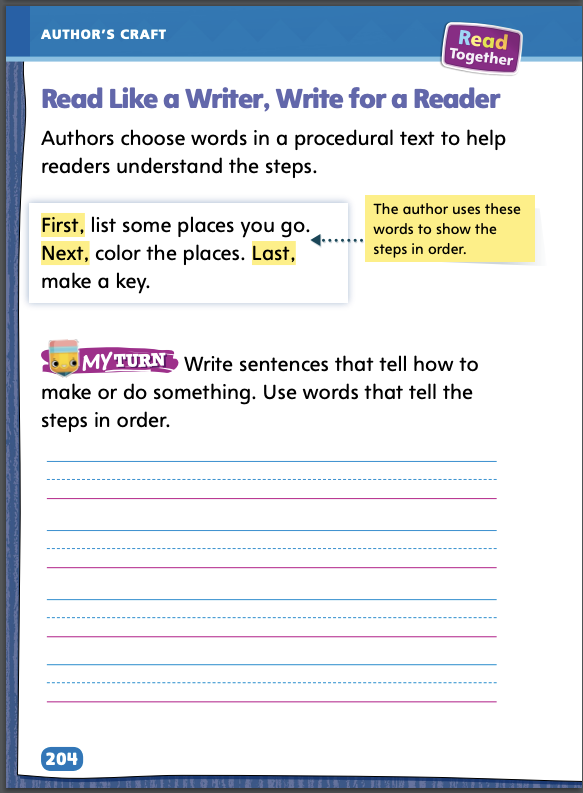 AUTHOR'S CRAFT
Read
Together
Read Like a Writer, Write for a Reader
Authors choose words in a procedural text to help
readers understand the steps.
First, list some places you go.
Next, color the places. Last,
make a key.
The author uses these
words to show the
steps in order.
MY TURN Write sentences that tell how to
make or do something. Use words that tell the
steps in order.
204